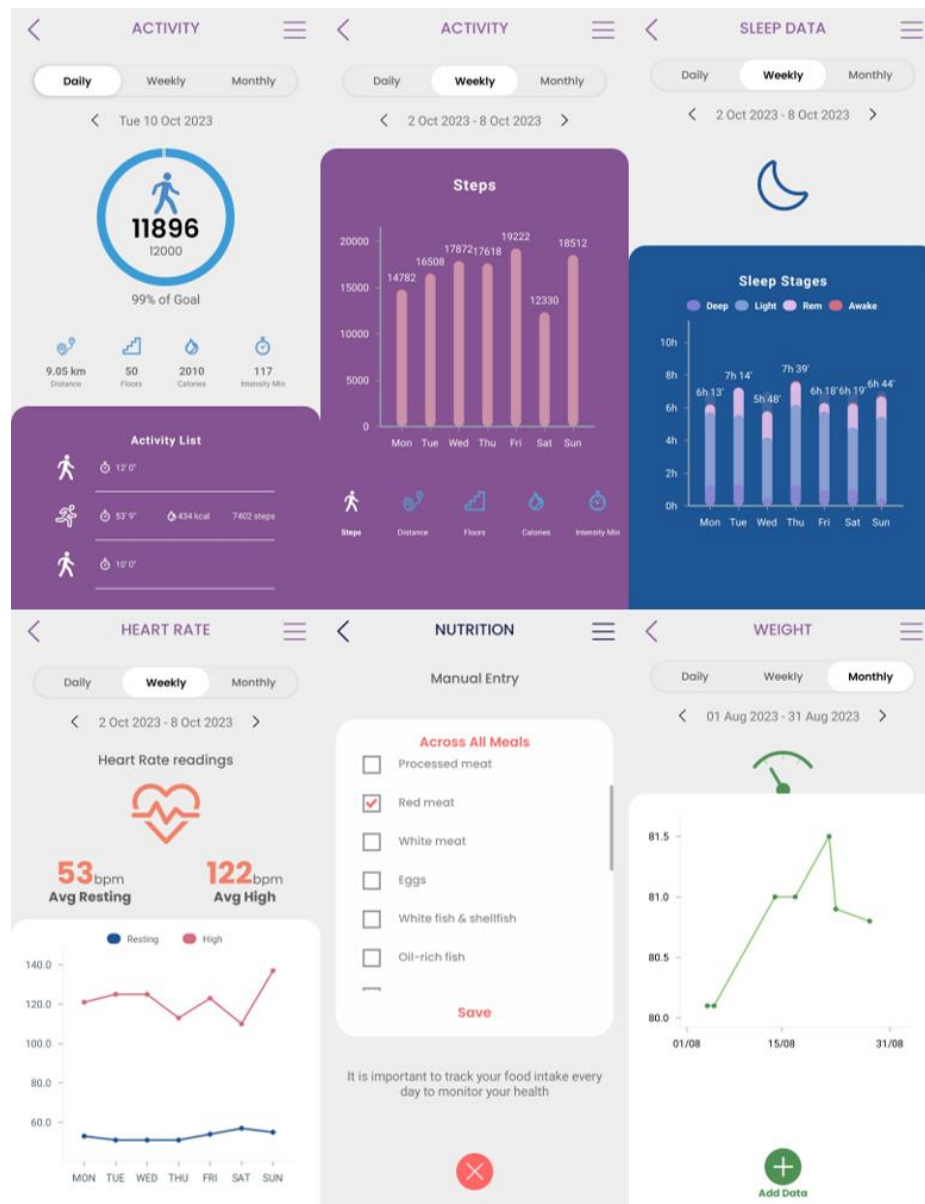 ACTIVITY
Daily Weekly Monthly
Tue 10 Oct 2023
11896
12000
99% of Goal
9.05 km 50 2010 117
Distance Floors Calories Intensity Min
Activity List
12' 0"
53' 9" 434 kcal 7402 steps
10' 0"
ACTIVITY
Daily Weekly Monthly
2 Oct 2023 - 8 Oct 2023
Steps
20000
15000
10000
5000
0
14782 16508 17872 17618 19222 12330 18512
Mon Tue Wed Thu Fri Sat Sun
Steps Distance Floors Calories Intensity Min
SLEEP DATA
Daily Weekly Monthly
2 Oct 2023 - 8 Oct 2023
Sleep Stages
Deep Light Rem Awake
10h
8h
6h
4h
2h
0h
6h 13' 7h 14' 5h 48' 7h 39' 6h 18' 6h 19' 6h 44'
Mon Tue Wed Thu Fri Sat Sun
HEART RATE
Daily Weekly Monthly
2 Oct 2023 - 8 Oct 2023
Heart Rate readings
53bpm 122bpm
Avg Resting Avg High
Resting High
140.0
120.0
100.0
80.0
60.0
MON TUE WED THU FRI SAT SUN
NUTRITION
Manual Entry
Across All Meals
Processed meat
Red meat
White meat
Eggs
White fish & shellfish
Oil-rich fish
Save
It is important to track your food intake every
day to monitor your health
WEIGHT
Daily Weekly Monthly
01 Aug 2023 - 31 Aug 2023
81.5
81.0
80.5
80.0
01/08 15/08 31/08
Add Data